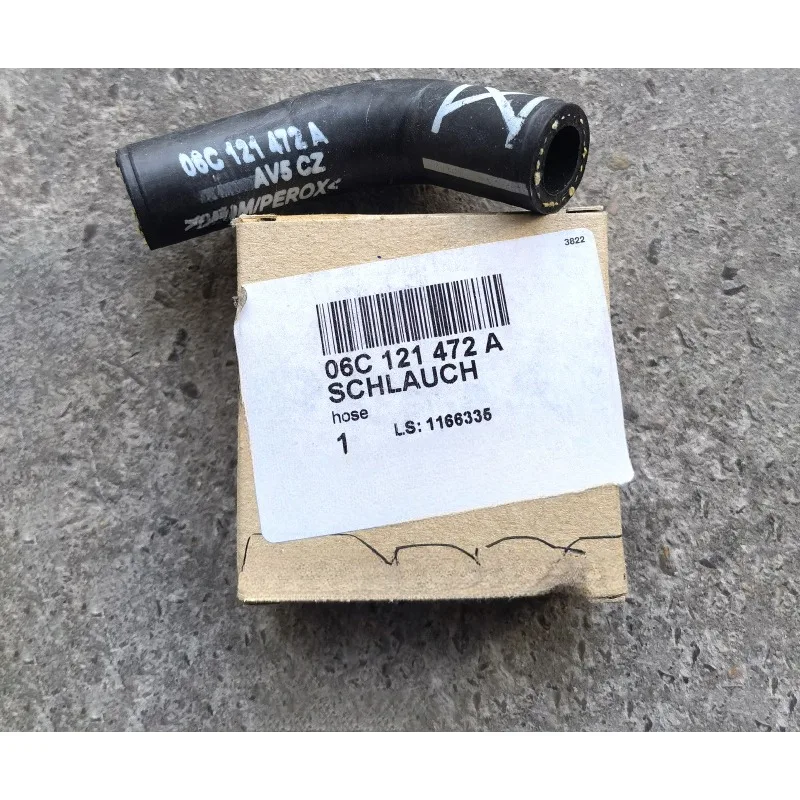 06C 121 472 A
AV5 CZ
/PEROX<
3822
06C 121 472 A
SCHLAUCH
hose
1
LS: 1166335